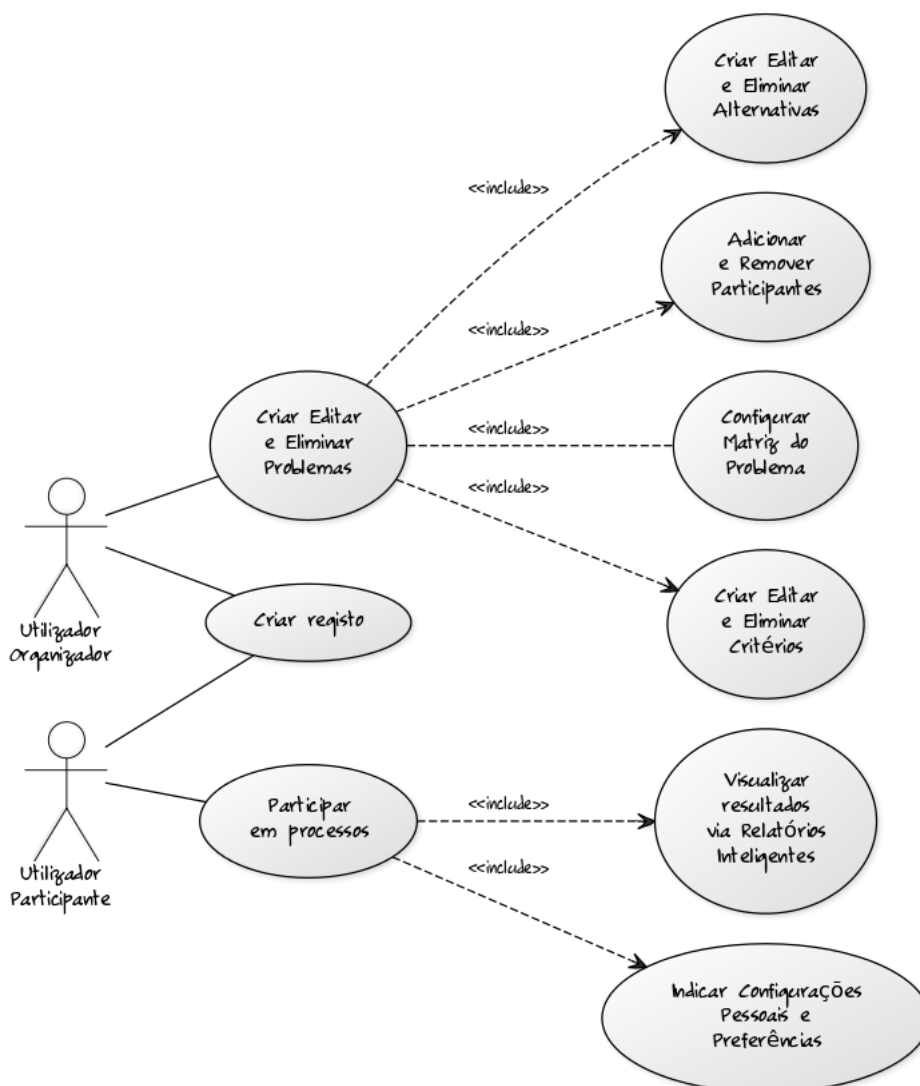 Criar Editar
e Eliminar
Alternativas
<<include>>
Adicionar
e Remover
Participantes
<<include>>
Criar Editar
e Eliminar
Problemas
<<include>>
Configurar
Matriz do
Problema
<<include>>
Criar Editar
e Eliminar
Critérios
Utilizador
Organizador
Criar registo
Visualizar
resultados
via Relatórios
Inteligentes
<<include>>
Participar
em processos
<<include>>
Utilizador
Participante
Indicar Configurações
Pessoais e
Preferências